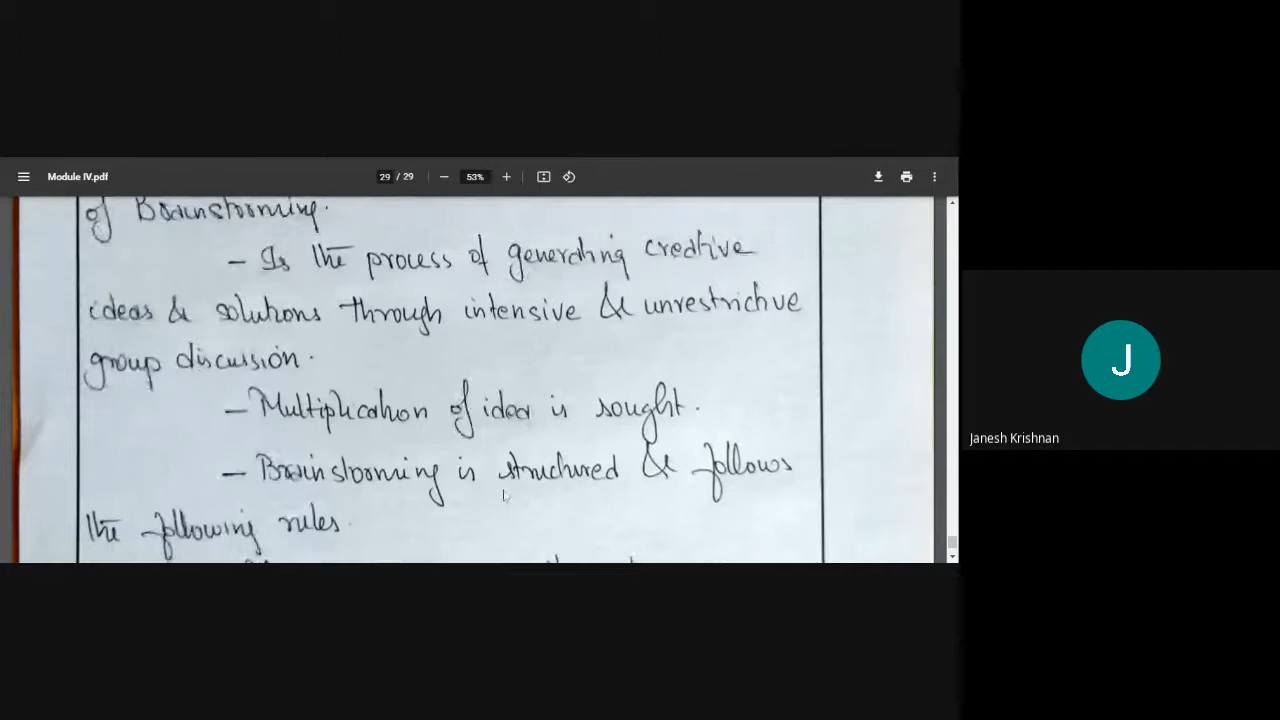 Module IV.pdf
29 / 29
53%
of Brainstorming.
- Is the process of generating creative
ideas & solutions through intensive & unrestrictive
group discussion.
- Multiplication of idea is sought.
- Brainstorming is structured & follows
the following rules.
J
Janesh Krishnan